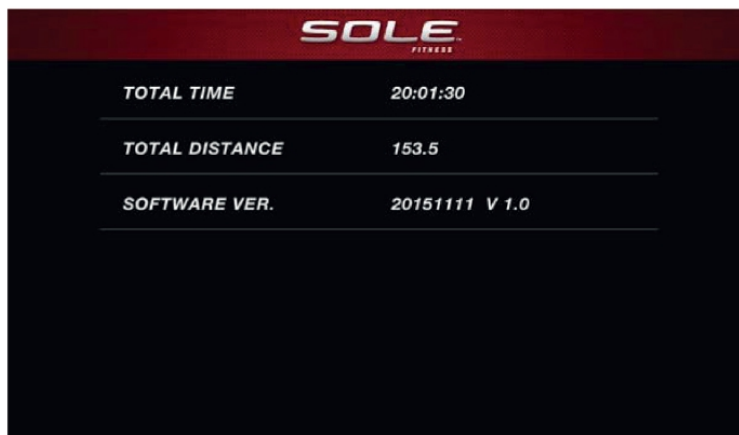 SOLE
FITNESS
TOTAL TIME 20:01:30
TOTAL DISTANCE 153.5
SOFTWARE VER. 20151111 V 1.0